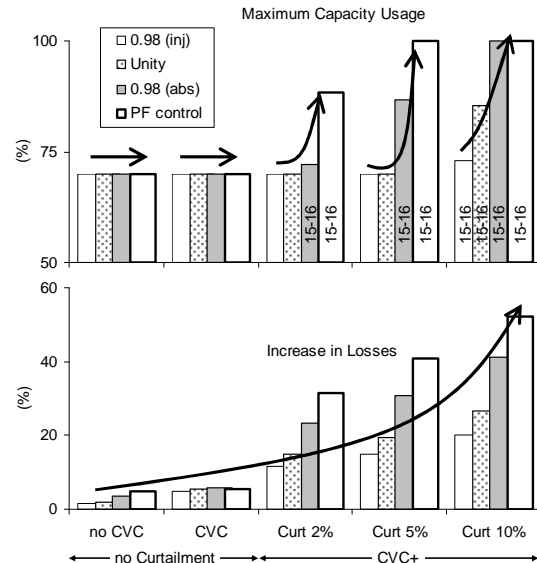 Maximum Capacity Usage
100
75
50
(%)
0.98 (inj)
Unity
0.98 (abs)
PF control
15-16
15-16
15-16
15-16
15-16
15-16
15-16
15-16
Increase in Losses
60
40
20
0
(%)
no CVC
CVC
Curt 2%
Curt 5%
Curt 10%
no Curtailment
CVC+